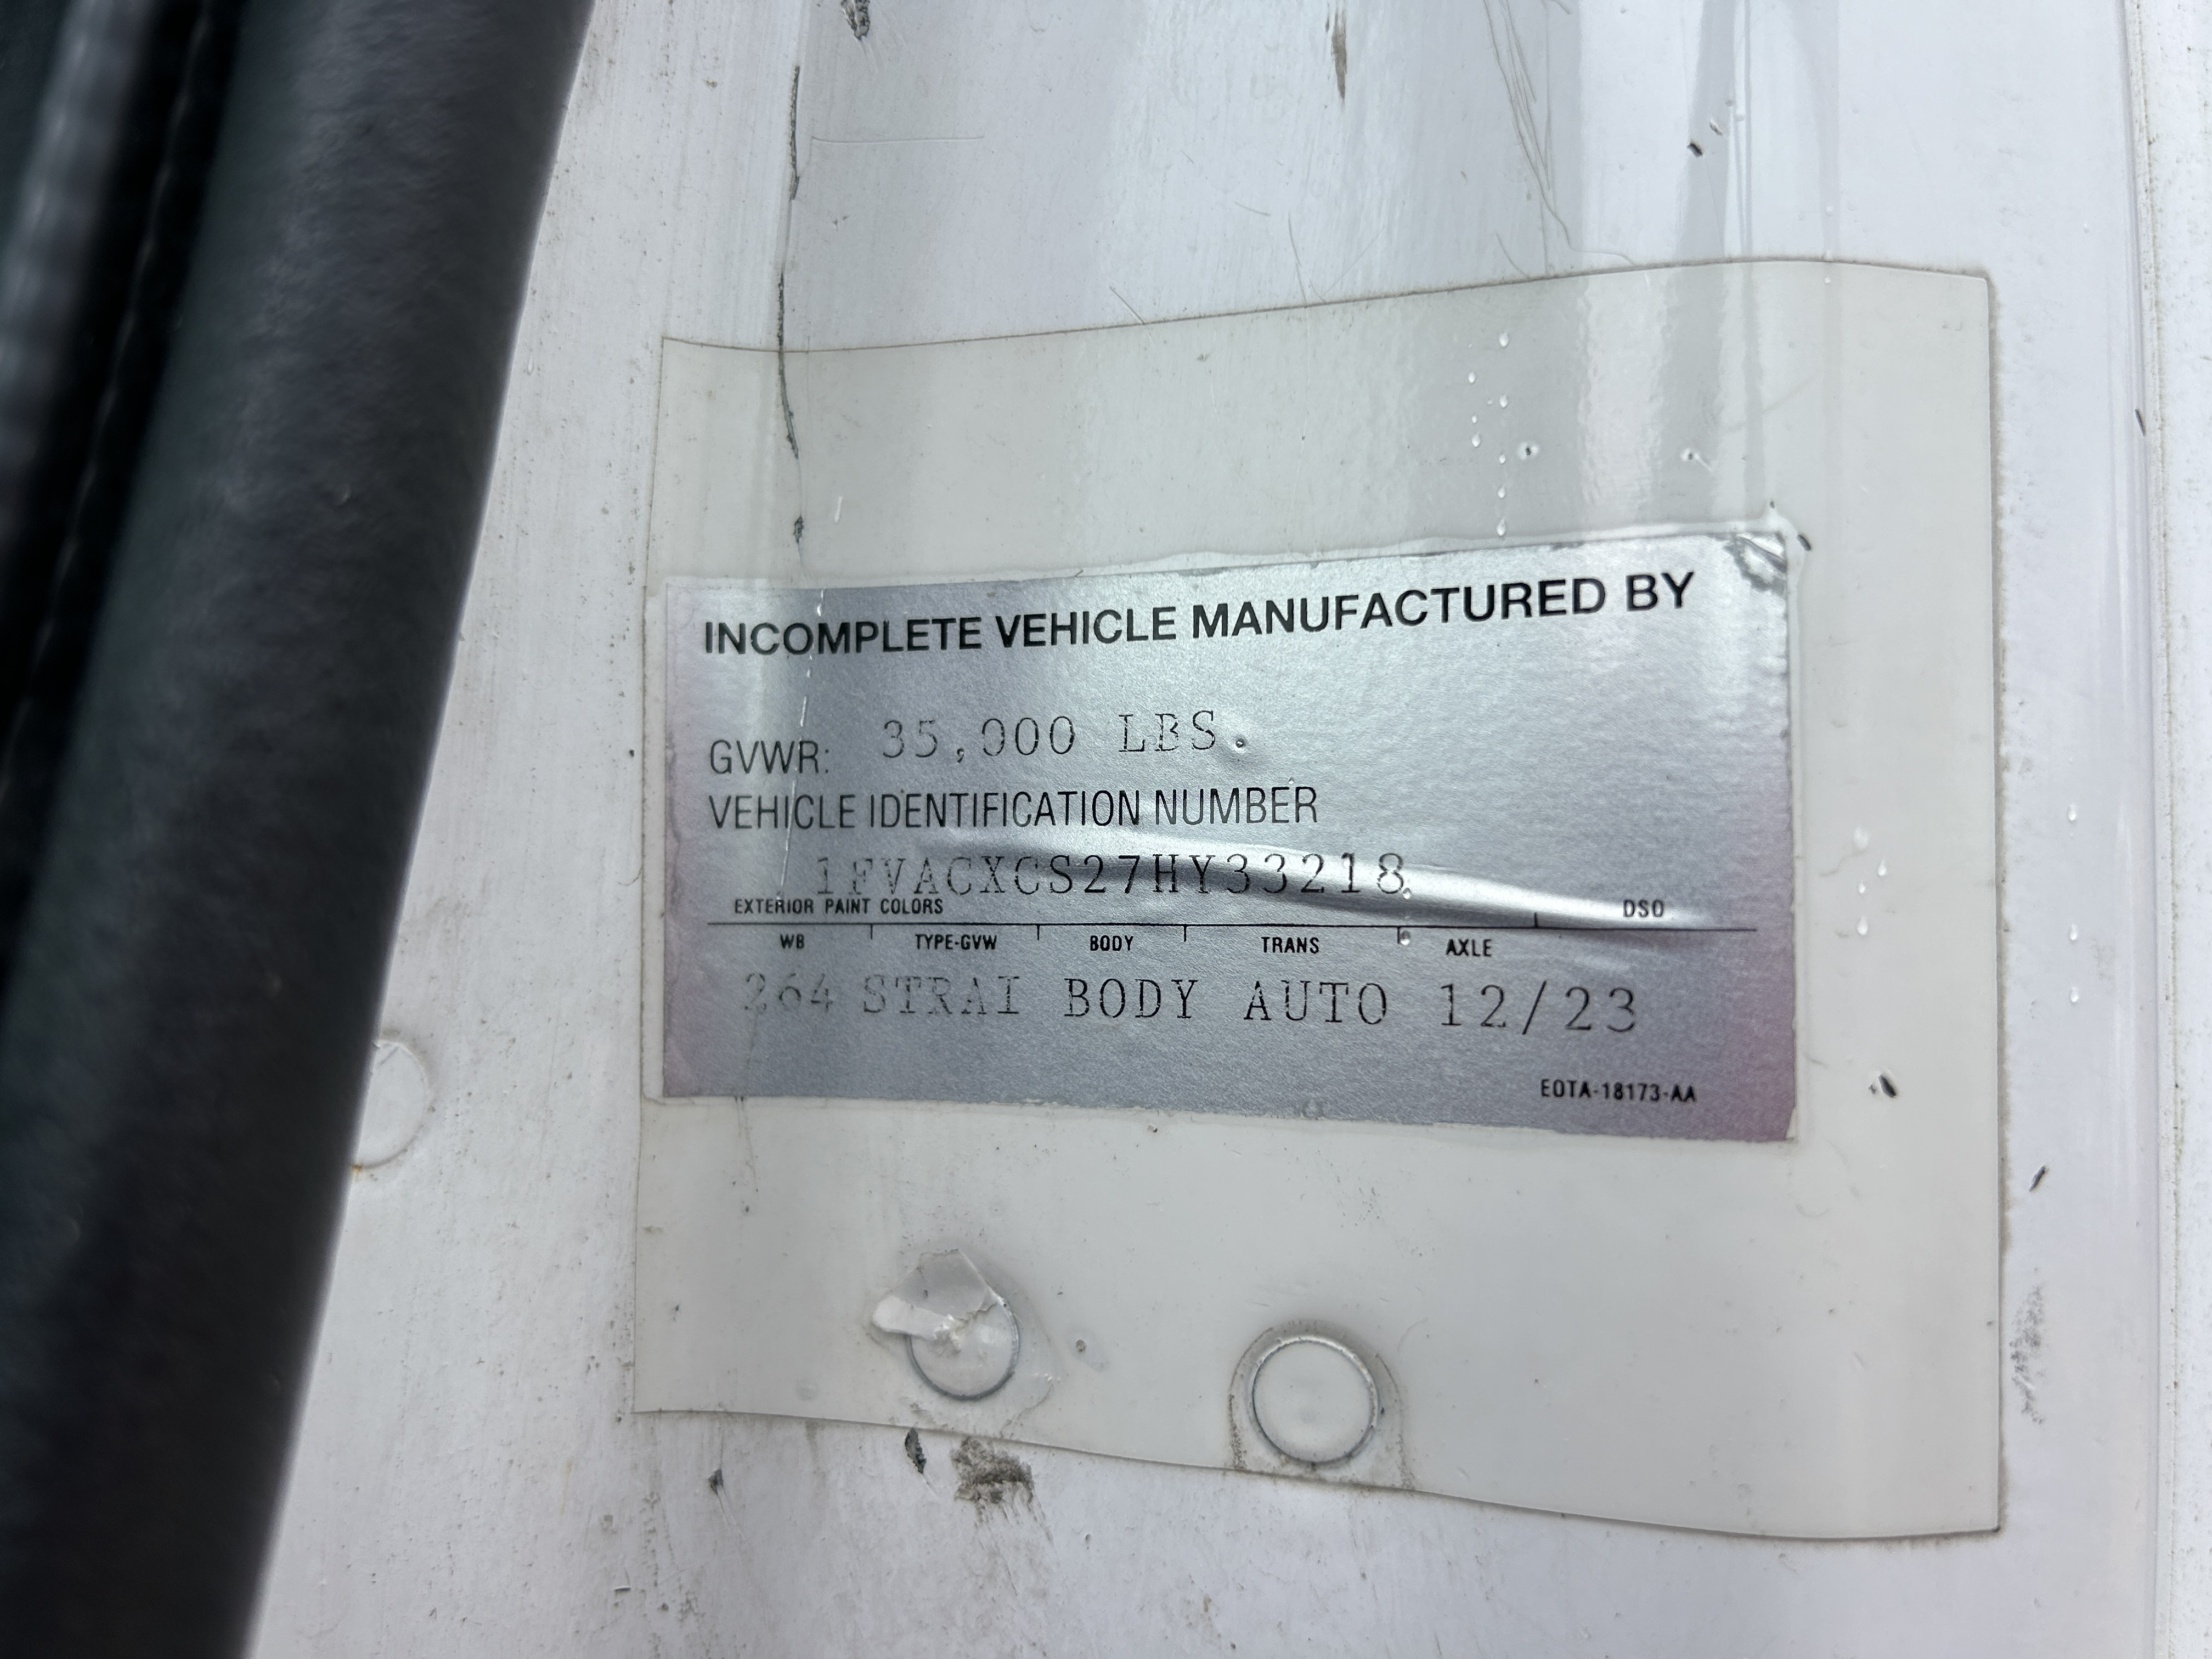 INCOMPLETE VEHICLE MANUFACTURED BY
GVWR: 35,000 LBS.
VEHICLE IDENTIFICATION NUMBER
1FVACXCS27HY33218
EXTERIOR PAINT COLORS DSO
WB TYPE-GVW BODY TRANS AXLE
264 STRAI BODY AUTO 12/23
EOTA-18173-AA